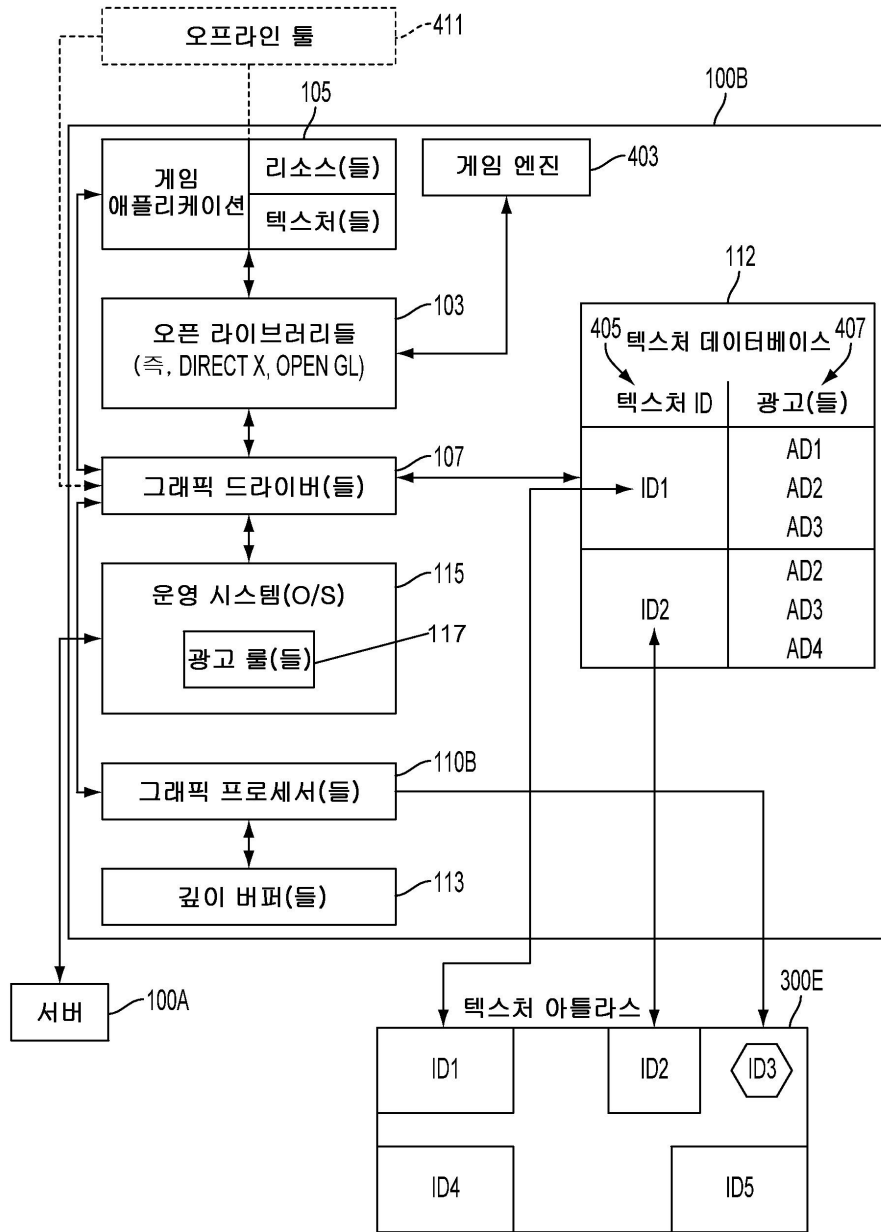 오프라인 툴
411
100B
105
게임
애플리케이션
리소스(들)
텍스처(들)
게임 엔진
403
103
오픈 라이브러리들
(즉, DIRECT X, OPEN GL)
112
405
텍스처 데이터베이스
407
텍스처 ID
광고(들)
ID1
AD1
AD2
AD3
ID2
AD2
AD3
AD4
107
그래픽 드라이버(들)
115
운영 시스템(O/S)
117
광고 룰(들)
110B
그래픽 프로세서(들)
깊이 버퍼(들)
113
서버
100A
텍스처 아틀라스
300E
ID1
ID2
ID3
ID4
ID5